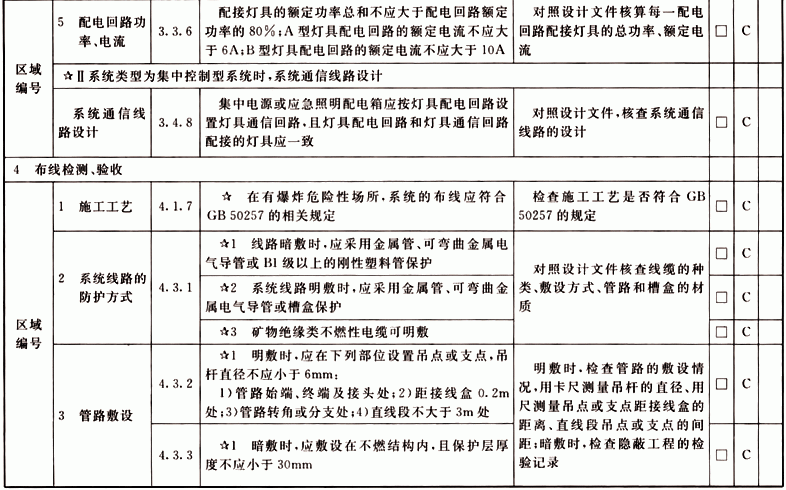 区域
编号
5 配电回路功
率、电流
3.3.6
配接灯具的额定功率总和不应大于配电回路额定
功率的 80%;A 型灯具配电回路的额定电流不应大
于 6A;B 型灯具配电回路的额定电流不应大于 10A
对照设计文件核算每一配电
回路配接灯具的总功率、额定电
流
□ C
☆Ⅱ系统类型为集中控制型系统时,系统通信线路设计
系统通信线
路设计
3.4.8
集中电源或应急照明配电箱应按灯具配电回路设
置灯具通信回路,且灯具配电回路和灯具通信回路
配接的灯具应一致
对照设计文件,核查系统通信
线路的设计
□ C
4 布线检测、验收
区域
编号
1 施工工艺
4.1.7
☆ 在有爆炸危险性场所,系统的布线应符合
GB 50257 的相关规定
检查施工工艺是否符合 GB
50257 的规定
□ C
2 系统线路的
防护方式
4.3.1
☆1 线路暗敷时,应采用金属管、可弯曲金属电
气导管或 B1 级以上的刚性塑料管保护
□ C
☆2 系统线路明敷时,应采用金属管、可弯曲金
属电气导管或槽盒保护
□ C
☆3 矿物绝缘类不燃性电缆可明敷
□ C
对照设计文件核查线缆的种
类、敷设方式、管路和槽盒的材
质
3 管路敷设
4.3.2
☆1 明敷时,应在下列部位设置吊点或支点,吊
杆直径不应小于 6mm:
1)管路始端、终端及接头处;2)距接线盒 0.2m
处;3)管路转角或分支处;4)直线段不大于 3m 处
□ C
4.3.3
☆1 暗敷时,应敷设在不燃结构内,且保护层厚
度不应小于 30mm
□ C
明敷时,检查管路的敷设情
况,用卡尺测量吊杆的直径、用
尺测量吊点或支点距接线盒的
距离、直线段吊点或支点的间
距;暗敷时,检查隐蔽工程的检
验记录